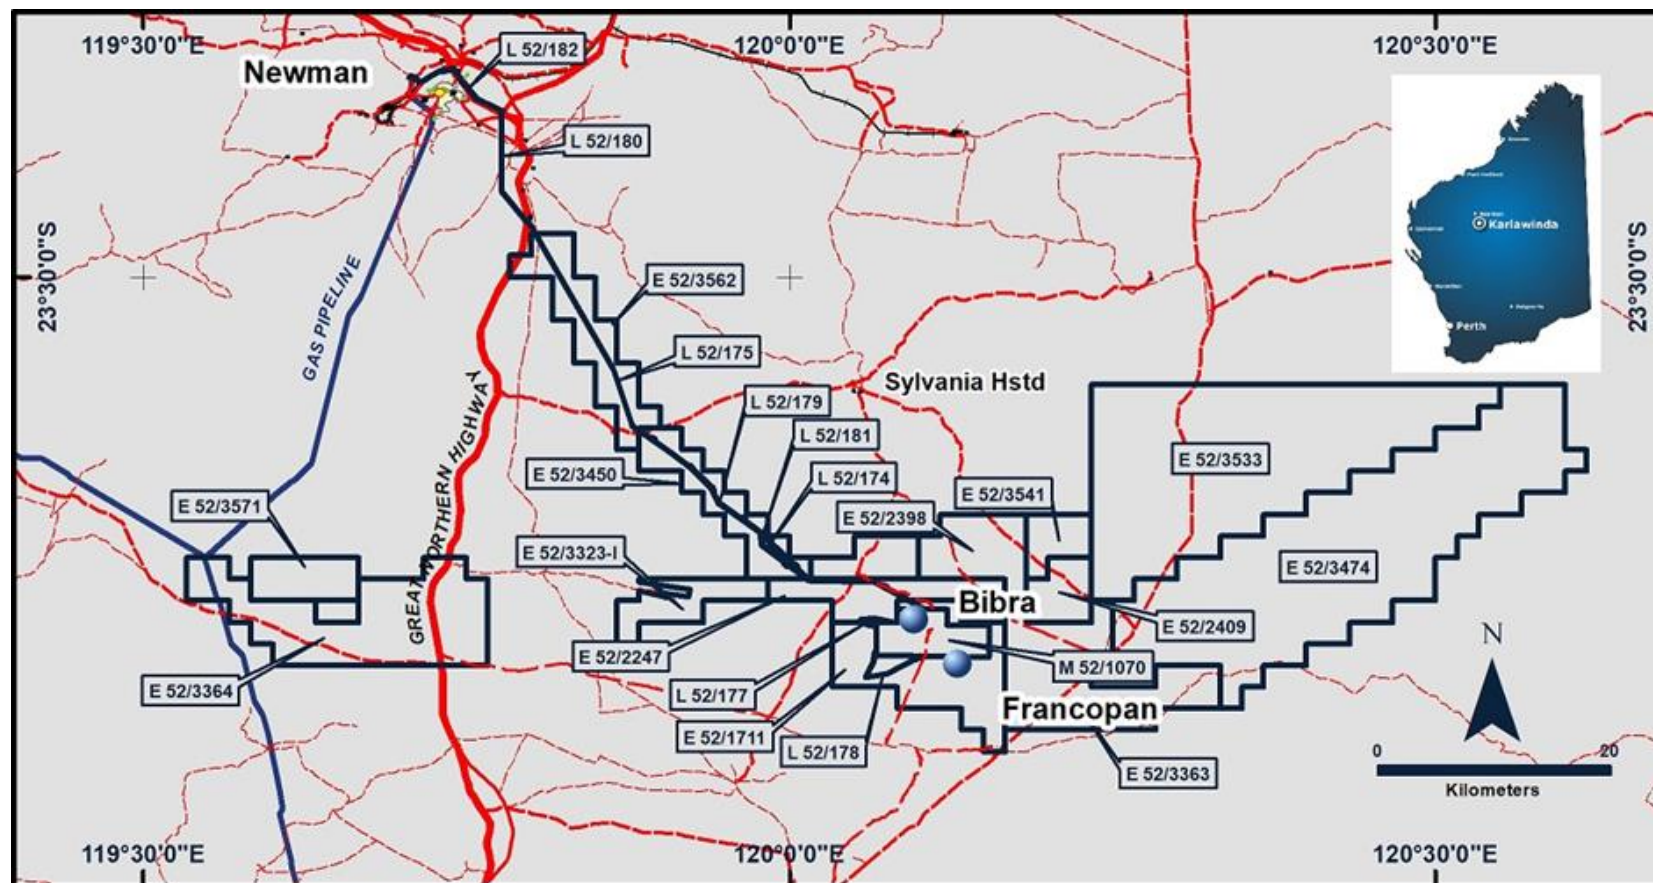 119°30'0"E
120°0'0"E
120°30'0"E
L 52/182
Newman
L 52/180
Karlawinda
Perth
23°30'0"S
23°30'0"S
GAS PIPELINE
E 52/3562
L 52/175
Sylvania Hstd
L 52/179
L 52/181
GREAT NORTHERN HIGHWAY
E 52/3533
E 52/3450
L 52/174
E 52/3541
E 52/3571
E 52/2398
E 52/3323-I
E 52/3474
Bibra
E 52/2409
E 52/2247
M 52/1070
E 52/3364
L 52/177
Francopan
E 52/1711
L 52/178
N
0
20
Kilometers
E 52/3363
119°30'0"E
120°0'0"E
120°30'0"E